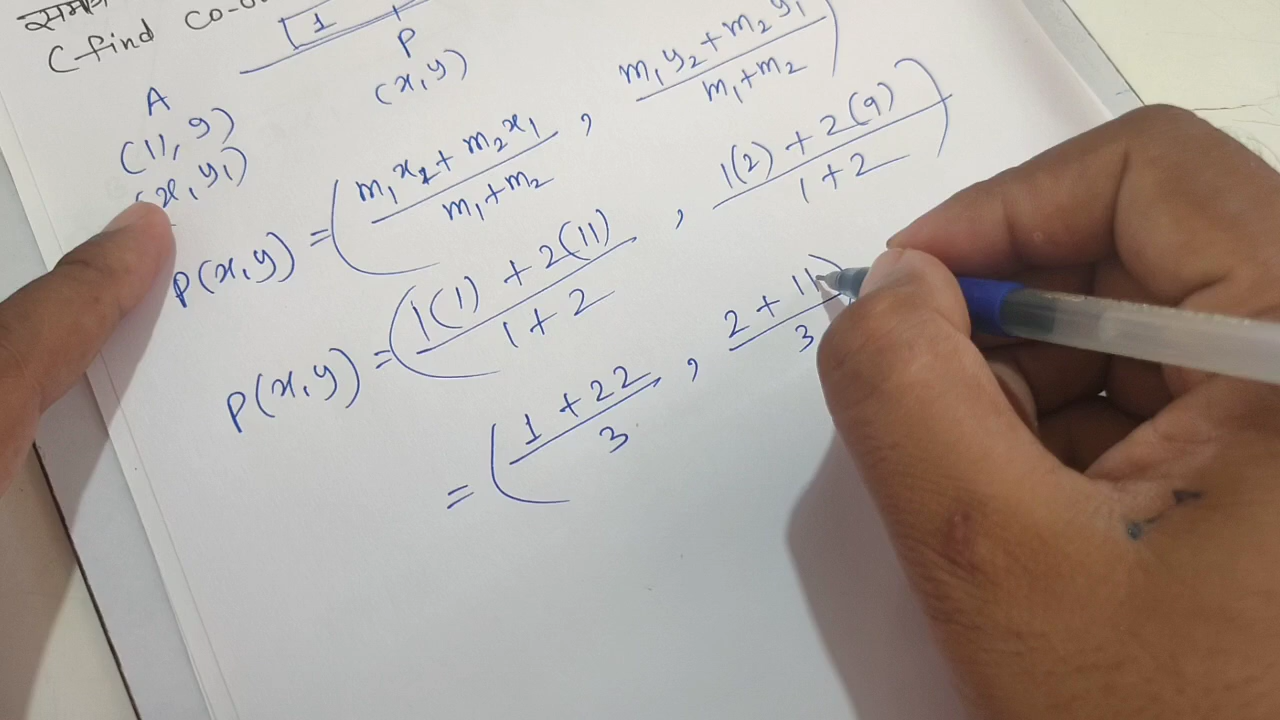 (find co-
1
P
(x,y)
A
(11, 9)
(x,y₁)
P(x,y) = ( m₁x₂+m₂x₁ / m₁+m₂ , m₁y₂+m₂y₁ / m₁+m₂ )
P(x,y) = ( 1(1) + 2(11) / 1+2 , 1(2) + 2(9) / 1+2 )
= ( 1+22 / 3 , 2+11 / 3 )